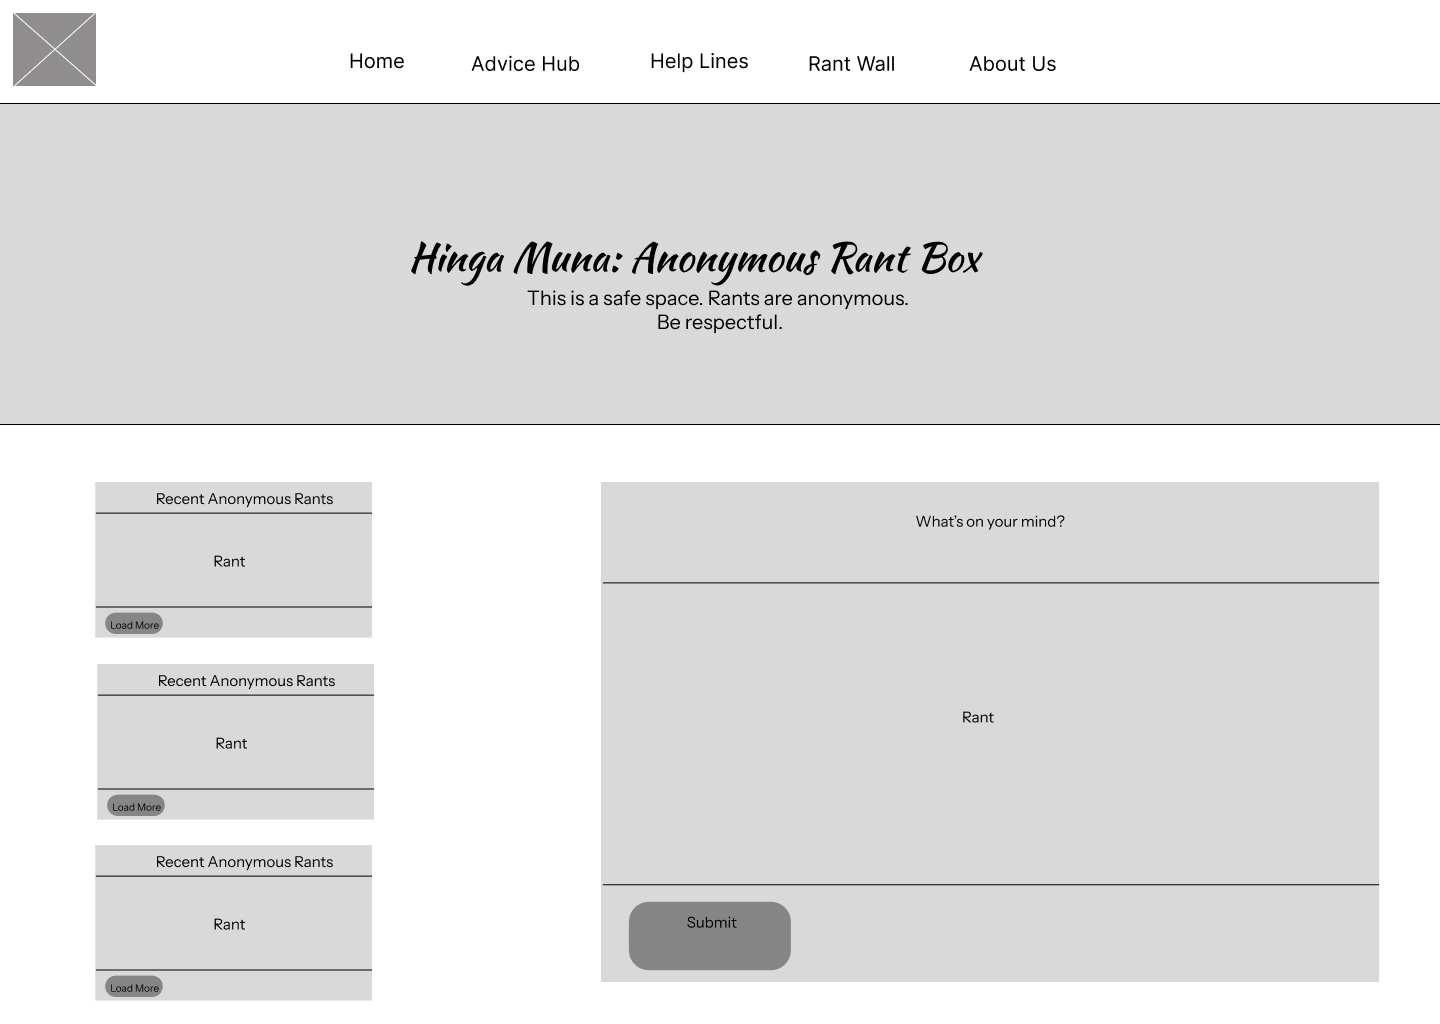 Home
Advice Hub
Help Lines
Rant Wall
About Us
Hinga Muna: Anonymous Rant Box
This is a safe space. Rants are anonymous.
Be respectful.
Recent Anonymous Rants
Rant
Load More
Recent Anonymous Rants
Rant
Load More
Recent Anonymous Rants
Rant
Load More
What's on your mind?
Rant
Submit